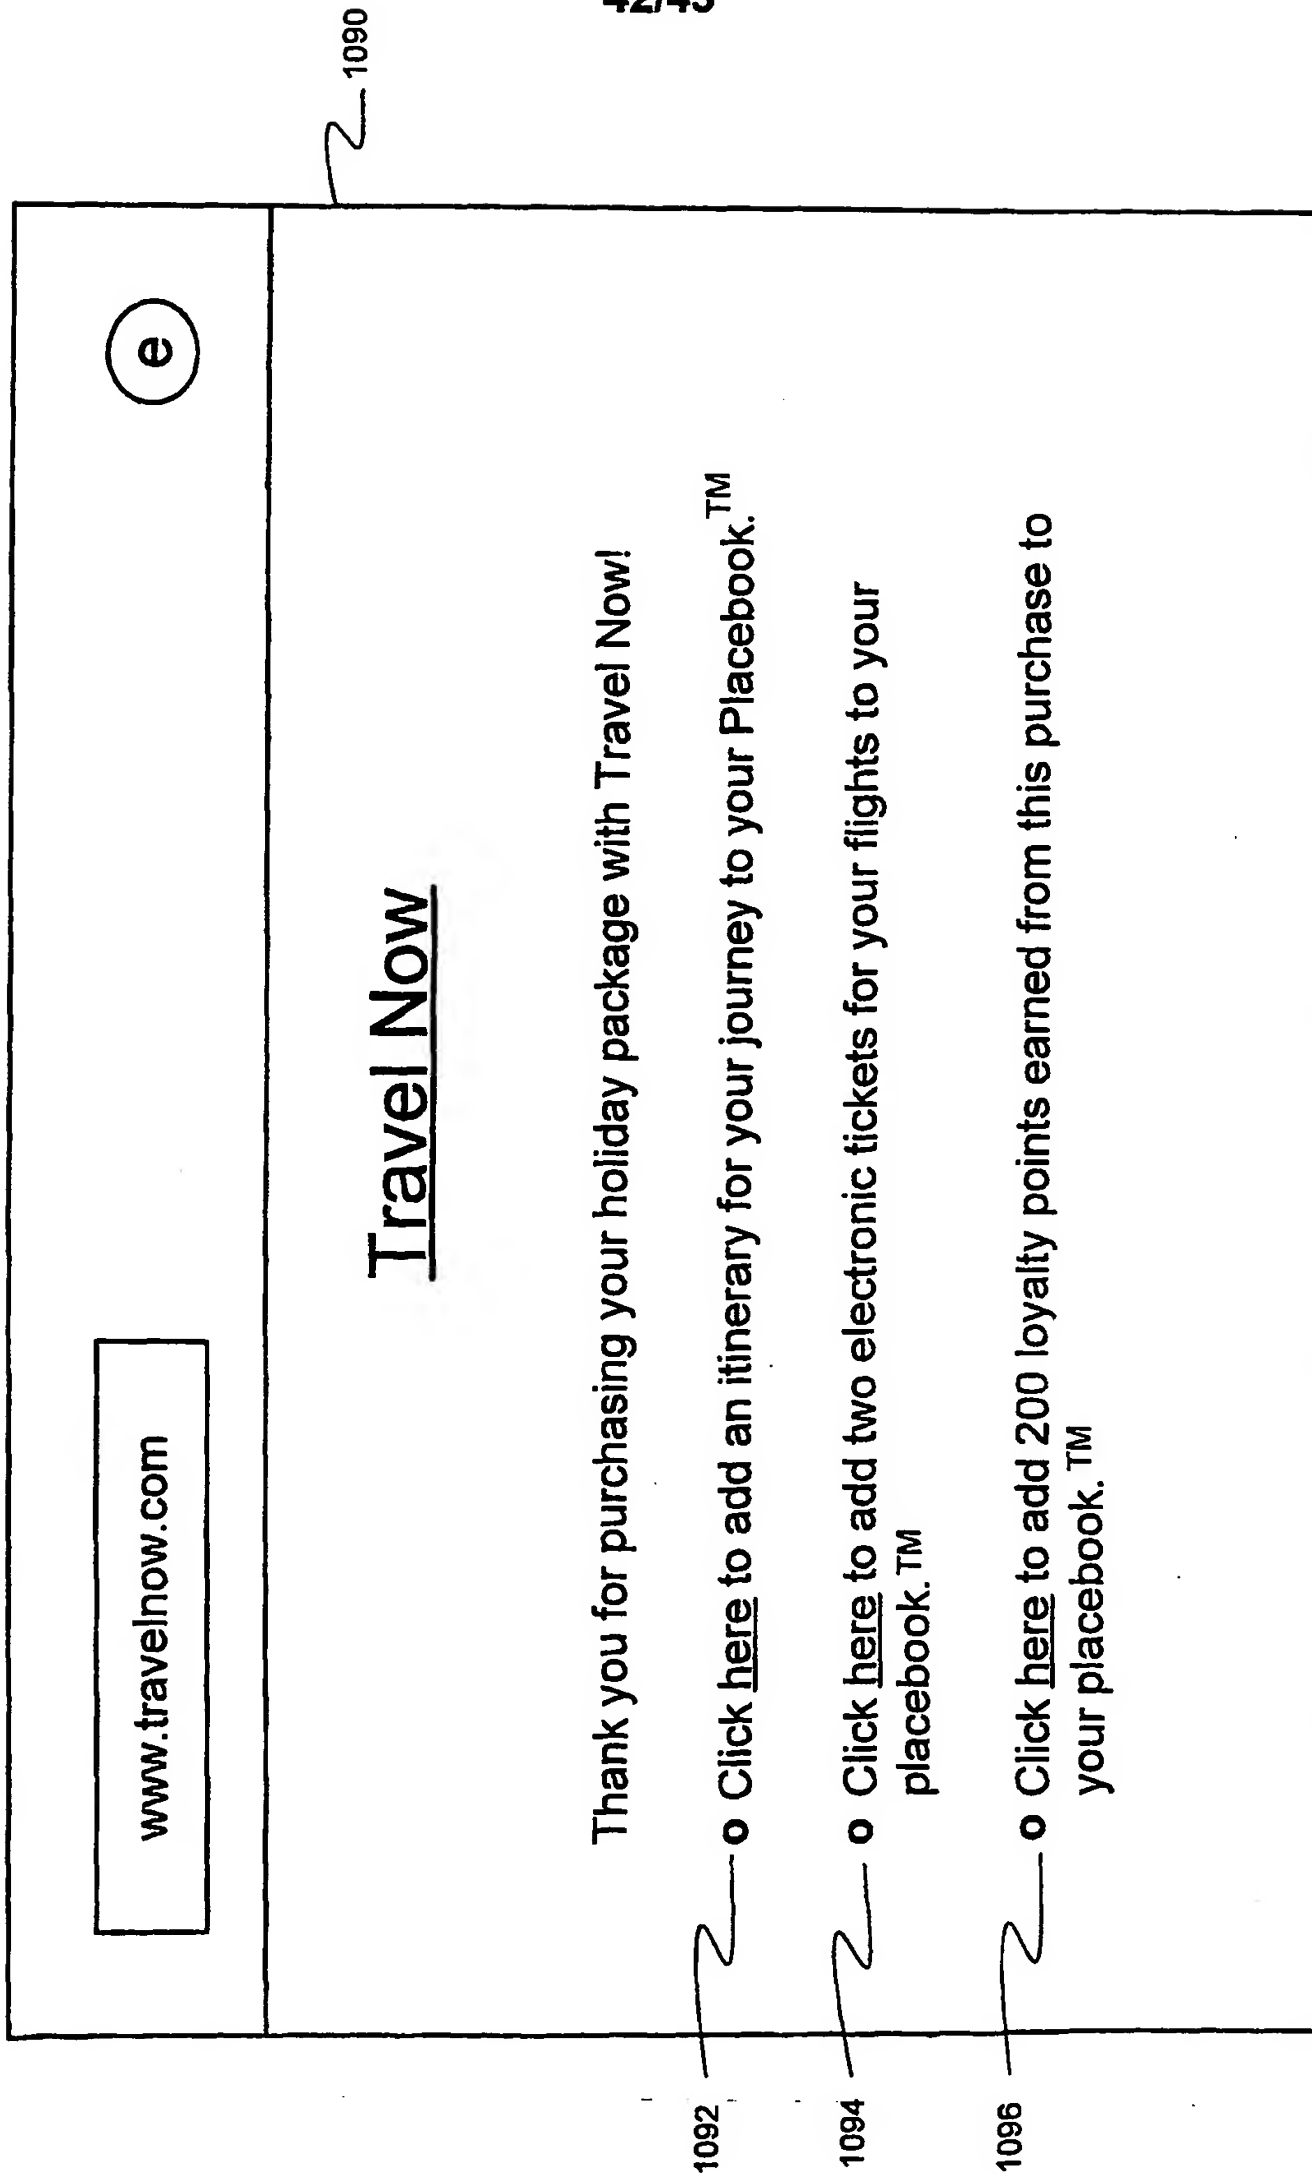 42/43
1090
www.travelnow.com
e
Travel Now
Thank you for purchasing your holiday package with Travel Now!
1092
o Click here to add an itinerary for your journey to your Placebook.™
1094
o Click here to add two electronic tickets for your flights to your
placebook.™
1096
o Click here to add 200 loyalty points earned from this purchase to
your placebook. ™